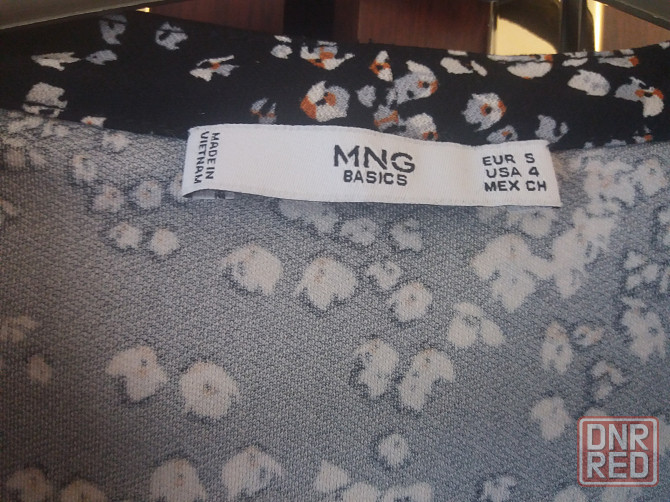 MADE IN
VIETNAM
MNG
BASICS
EUR S
USA 4
MEX CH
DNR
RED